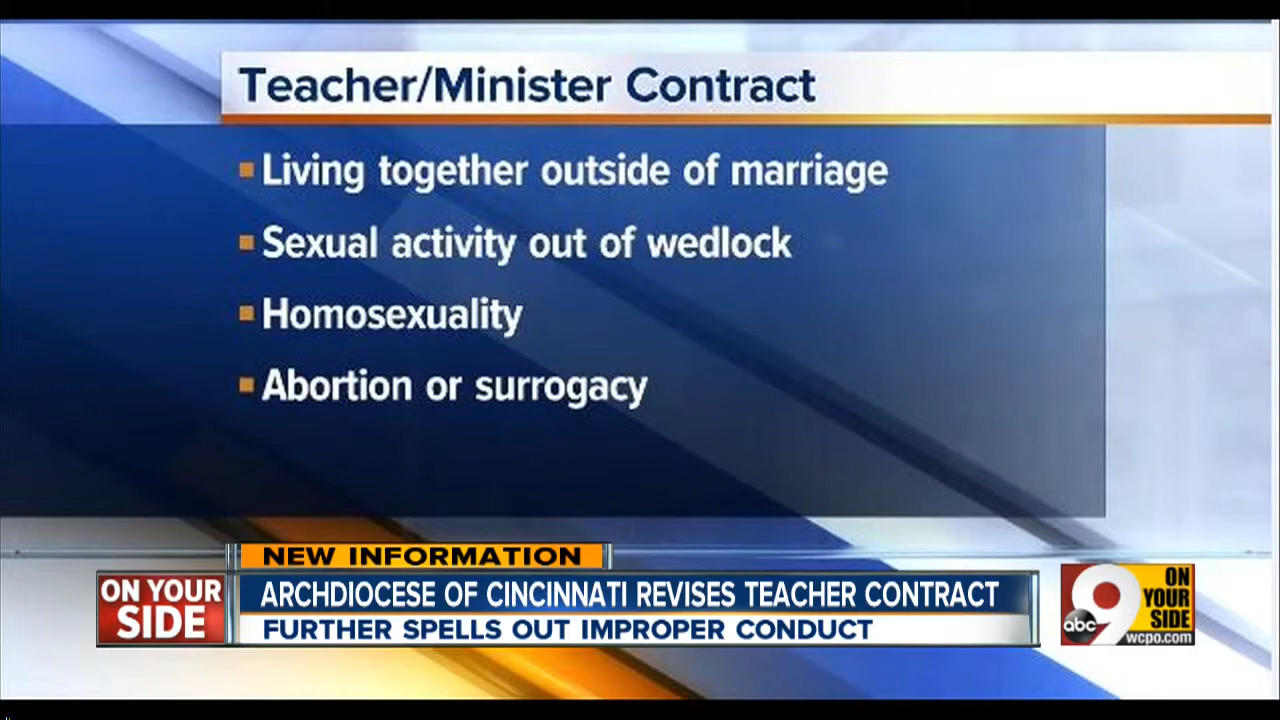 Teacher/Minister Contract
Living together outside of marriage
Sexual activity out of wedlock
Homosexuality
Abortion or surrogacy
NEW INFORMATION
ON YOUR
SIDE
ARCHDIOCESE OF CINCINNATI REVISES TEACHER CONTRACT
FURTHER SPELLS OUT IMPROPER CONDUCT
abc
9
ON
YOUR
SIDE
wcpo.com